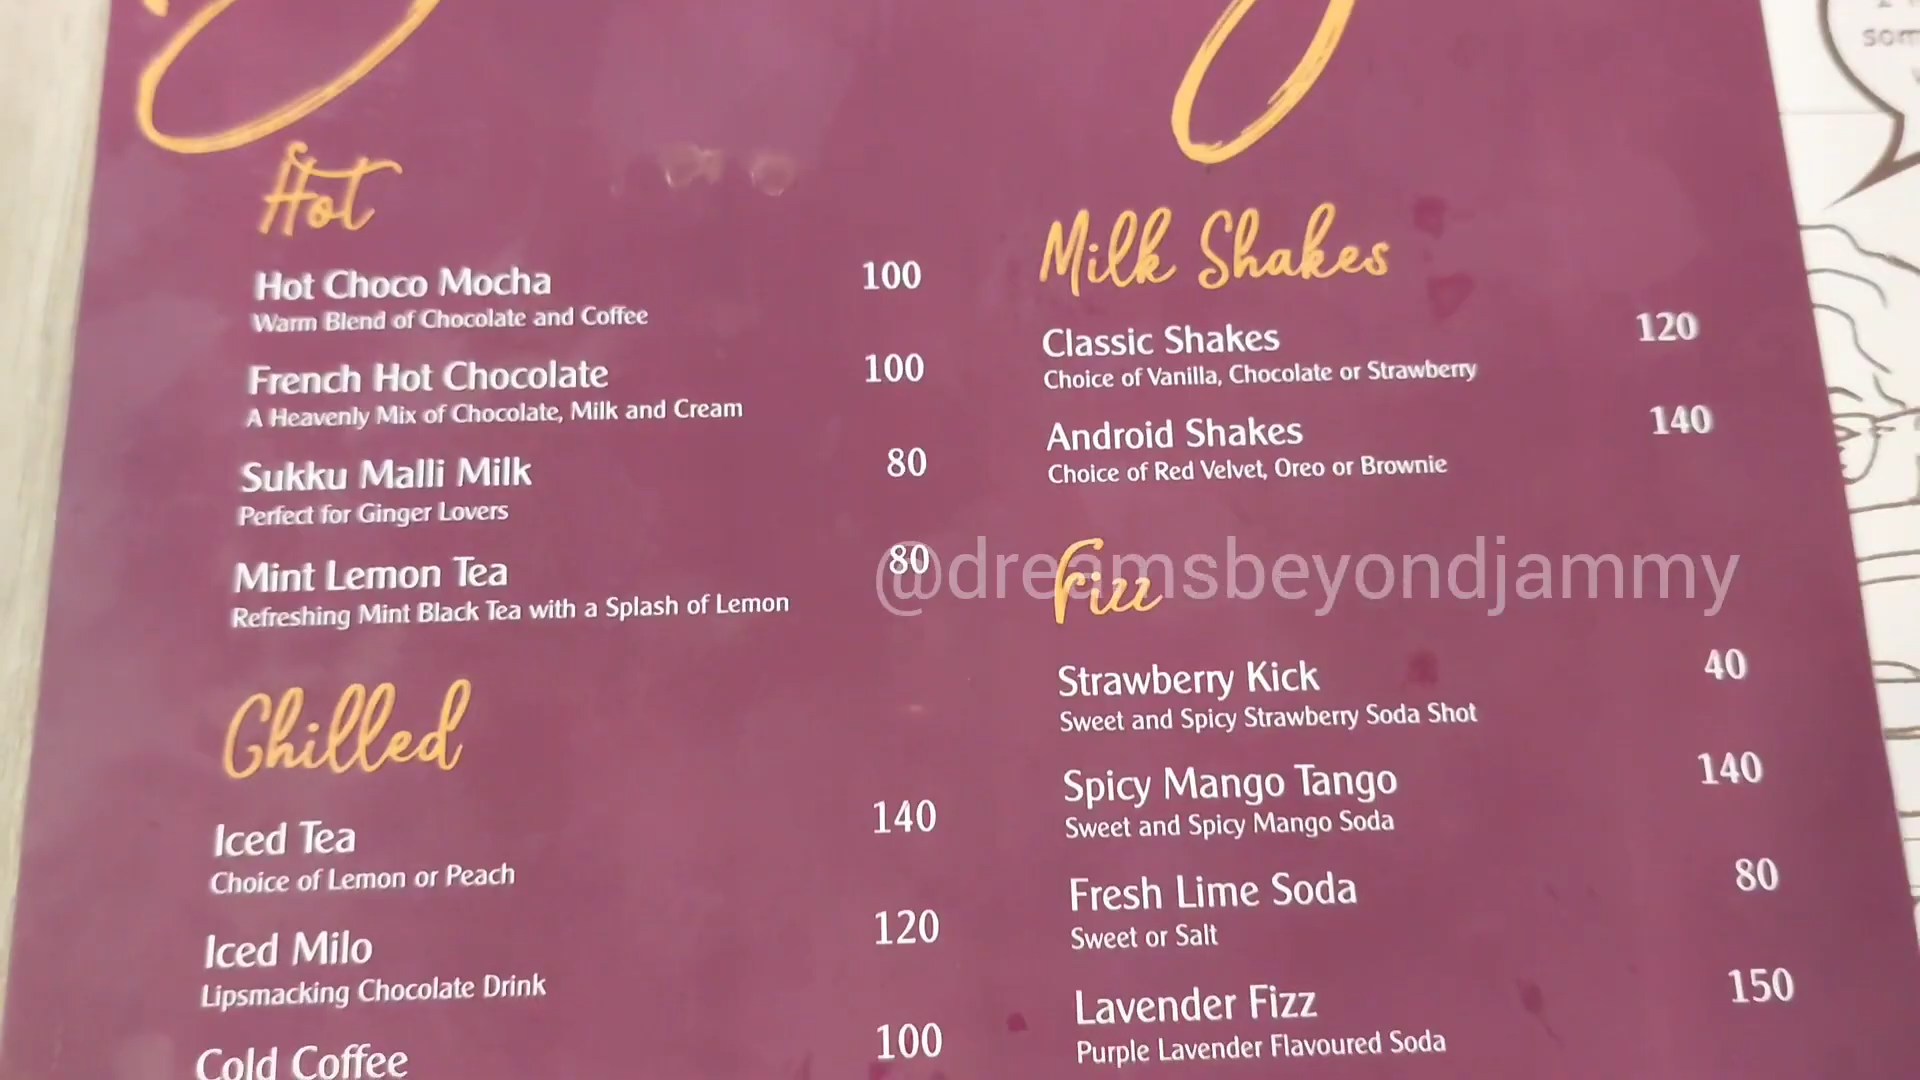 Hot
Hot Choco Mocha 100
Warm Blend of Chocolate and Coffee
French Hot Chocolate 100
A Heavenly Mix of Chocolate, Milk and Cream
Sukku Malli Milk 80
Perfect for Ginger Lovers
Mint Lemon Tea 80
Refreshing Mint Black Tea with a Splash of Lemon
Chilled
Iced Tea 140
Choice of Lemon or Peach
Iced Milo 120
Lipsmacking Chocolate Drink
Cold Coffee 100
Milk Shakes
Classic Shakes 120
Choice of Vanilla, Chocolate or Strawberry
Android Shakes 140
Choice of Red Velvet, Oreo or Brownie
@dreamsbeyondjammy
Fizz
Strawberry Kick 40
Sweet and Spicy Strawberry Soda Shot
Spicy Mango Tango 140
Sweet and Spicy Mango Soda
Fresh Lime Soda 80
Sweet or Salt
Lavender Fizz 150
Purple Lavender Flavoured Soda